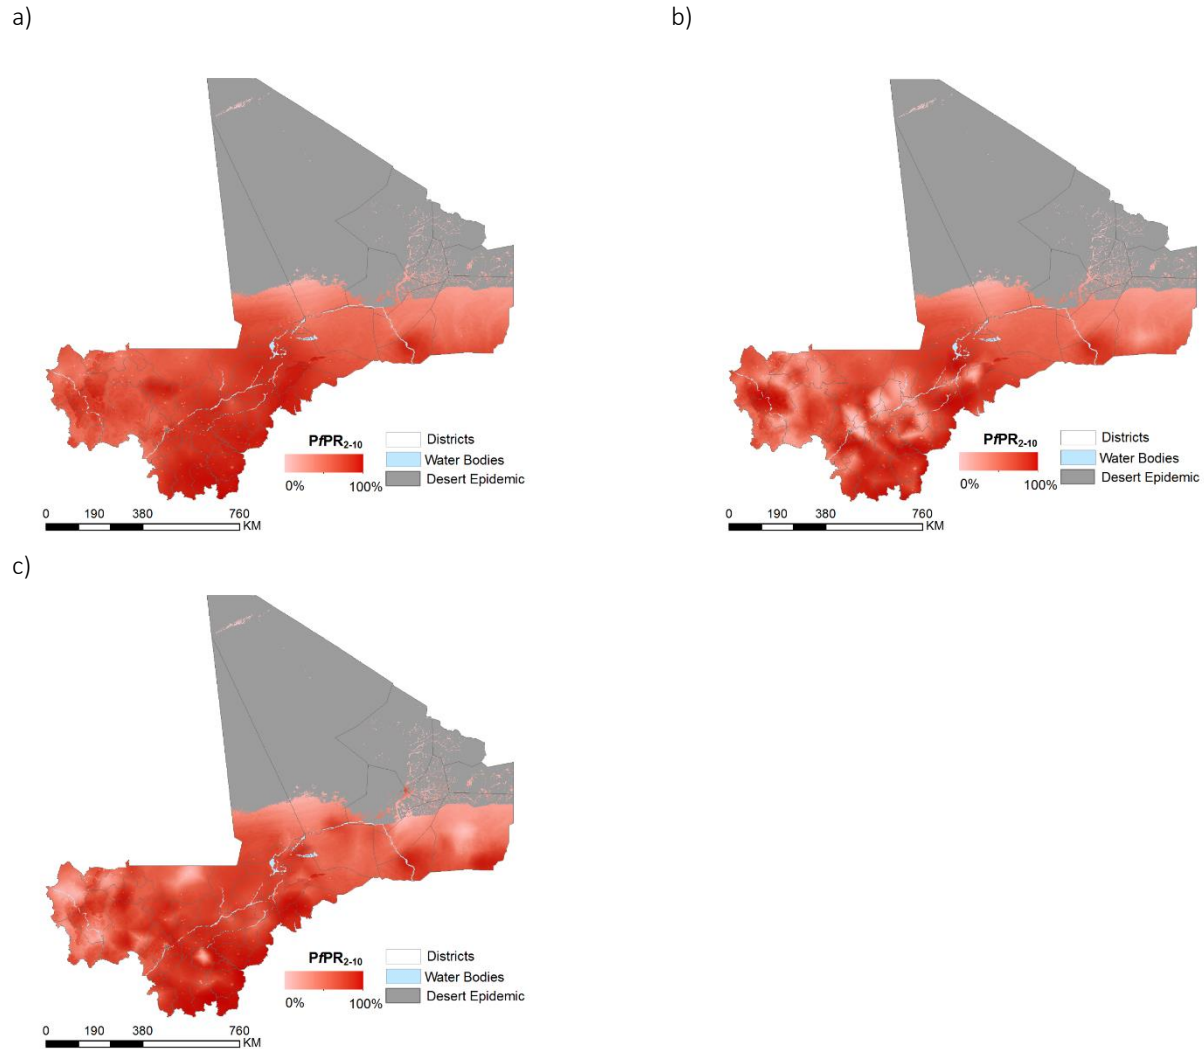 a)
b)
PfPR2-10
0% 100%
Districts
Water Bodies
Desert Epidemic
0 190 380 760
KM
PfPR2-10
0% 100%
Districts
Water Bodies
Desert Epidemic
0 190 380 760
KM
c)
PfPR2-10
0% 100%
Districts
Water Bodies
Desert Epidemic
0 190 380 760
KM